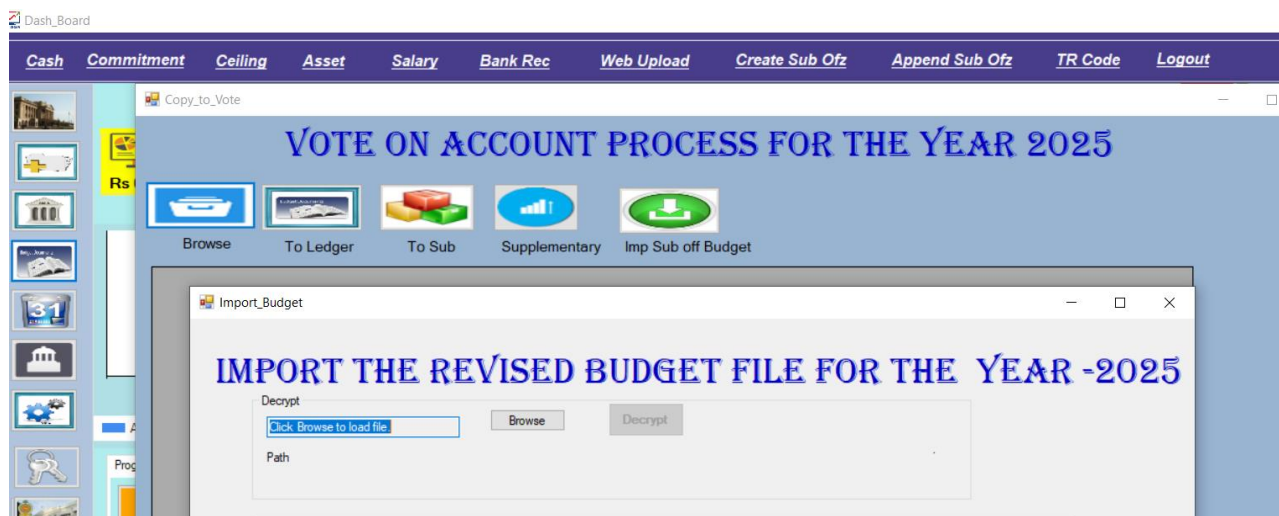 Dash_Board
Cash Commitment Ceiling Asset Salary Bank Rec Web Upload Create Sub Ofz Append Sub Ofz TR Code Logout
Copy_to_Vote
VOTE ON ACCOUNT PROCESS FOR THE YEAR 2025
Rs
Browse To Ledger To Sub Supplementary Imp Sub off Budget
31
Import_Budget
IMPORT THE REVISED BUDGET FILE FOR THE YEAR -2025
Decrypt
Click Browse to load file. Browse Decrypt
Path
Prog